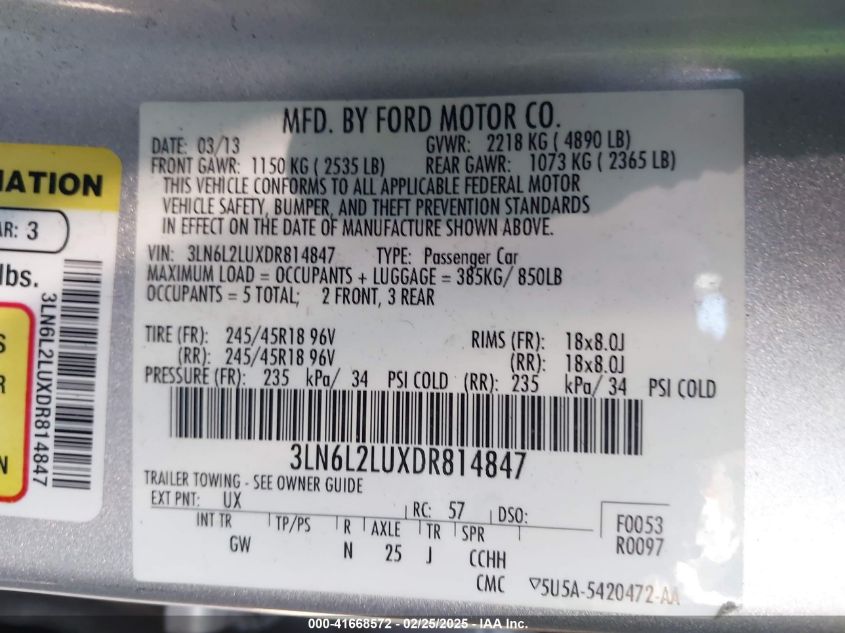 MFD. BY FORD MOTOR CO.
DATE: 03/13 GVWR: 2218 KG ( 4890 LB)
FRONT GAWR: 1150 KG ( 2535 LB) REAR GAWR: 1073 KG ( 2365 LB)
THIS VEHICLE CONFORMS TO ALL APPLICABLE FEDERAL MOTOR
VEHICLE SAFETY, BUMPER, AND THEFT PREVENTION STANDARDS
IN EFFECT ON THE DATE OF MANUFACTURE SHOWN ABOVE.
VIN: 3LN6L2LUXDR814847 TYPE: Passenger Car
MAXIMUM LOAD = OCCUPANTS + LUGGAGE = 385KG/ 850LB
OCCUPANTS = 5 TOTAL; 2 FRONT, 3 REAR
TIRE (FR): 245/45R18 96V RIMS (FR): 18x8.0J
(RR): 245/45R18 96V (RR): 18x8.0J
PRESSURE (FR): 235 kPa/ 34 PSI COLD (RR): 235 kPa/ 34 PSI COLD
3LN6L2LUXDR814847
TRAILER TOWING - SEE OWNER GUIDE
EXT PNT: UX RC: 57 DSO: F0053
INT TR TP/PS R AXLE TR SPR R0097
GW N 25 J CCHH
CMC ▽5U5A-5420472-AA
MATION
AR: 3
lbs.
3LN6L2LUXDR814847
S
R
N
000-41668572 - 02/25/2025 - IAA Inc.